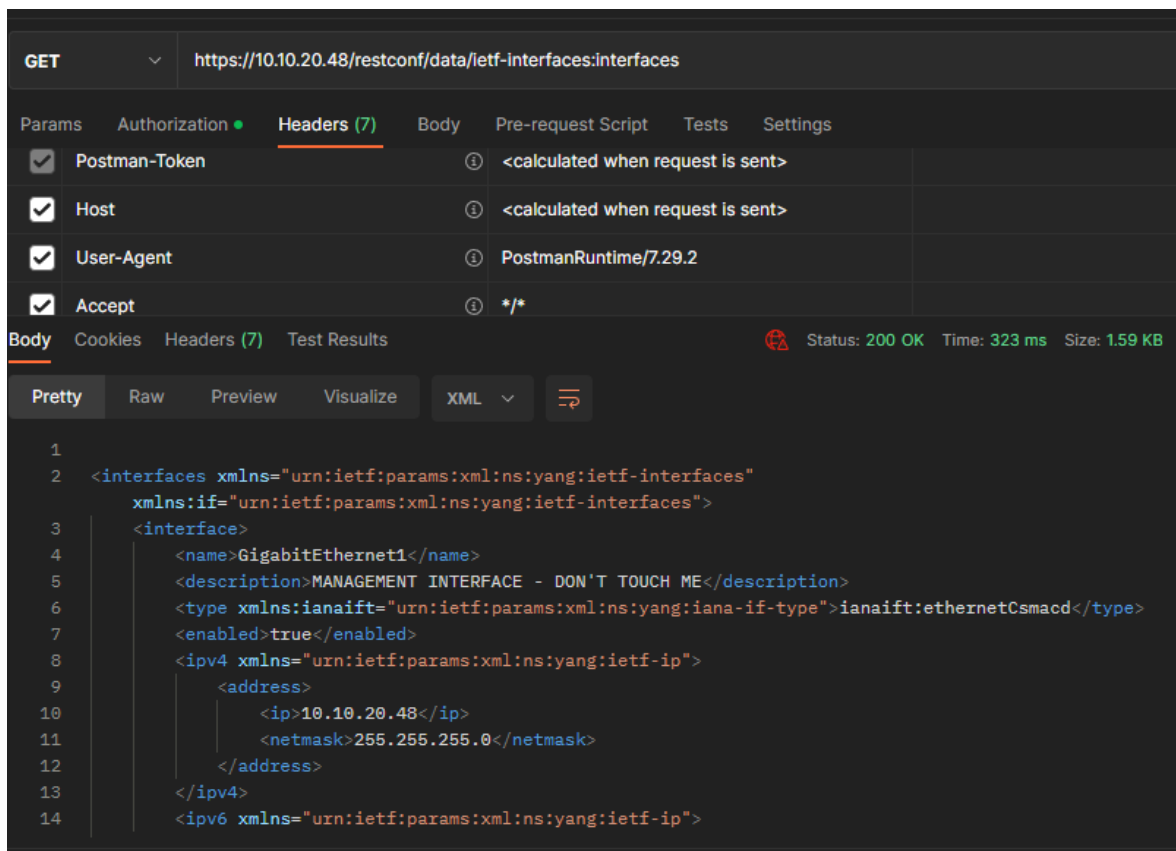 GET https://10.10.20.48/restconf/data/ietf-interfaces:interfaces
Params Authorization Headers (7) Body Pre-request Script Tests Settings
Postman-Token <calculated when request is sent>
Host <calculated when request is sent>
User-Agent PostmanRuntime/7.29.2
Accept */*
Body Cookies Headers (7) Test Results Status: 200 OK Time: 323 ms Size: 1.59 KB
Pretty Raw Preview Visualize XML
1
2 <interfaces xmlns="urn:ietf:params:xml:ns:yang:ietf-interfaces"
xmlns:if="urn:ietf:params:xml:ns:yang:ietf-interfaces">
3 <interface>
4 <name>GigabitEthernet1</name>
5 <description>MANAGEMENT INTERFACE - DON'T TOUCH ME</description>
6 <type xmlns:ianaift="urn:ietf:params:xml:ns:yang:iana-if-type">ianaift:ethernetCsmacd</type>
7 <enabled>true</enabled>
8 <ipv4 xmlns="urn:ietf:params:xml:ns:yang:ietf-ip">
9 <address>
10 <ip>10.10.20.48</ip>
11 <netmask>255.255.255.0</netmask>
12 </address>
13 </ipv4>
14 <ipv6 xmlns="urn:ietf:params:xml:ns:yang:ietf-ip">